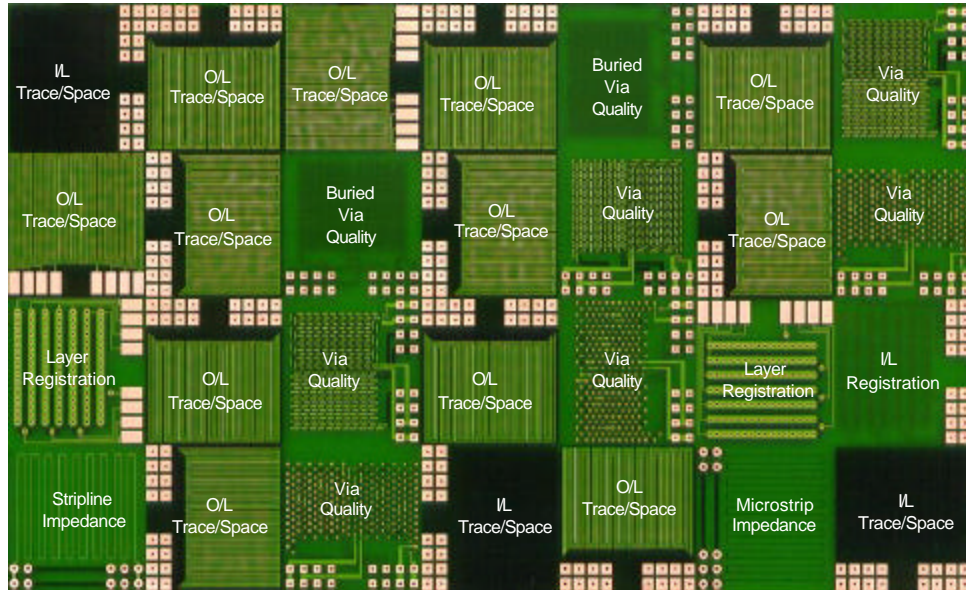 I/L
Trace/Space
O/L
Trace/Space
O/L
Trace/Space
O/L
Trace/Space
Buried
Via
Quality
O/L
Trace/Space
Via
Quality
O/L
Trace/Space
O/L
Trace/Space
Buried
Via
Quality
O/L
Trace/Space
Via
Quality
O/L
Trace/Space
Via
Quality
Layer
Registration
O/L
Trace/Space
Via
Quality
O/L
Trace/Space
Via
Quality
Layer
Registration
I/L
Registration
Stripline
Impedance
O/L
Trace/Space
Via
Quality
I/L
Trace/Space
O/L
Trace/Space
Microstrip
Impedance
I/L
Trace/Space